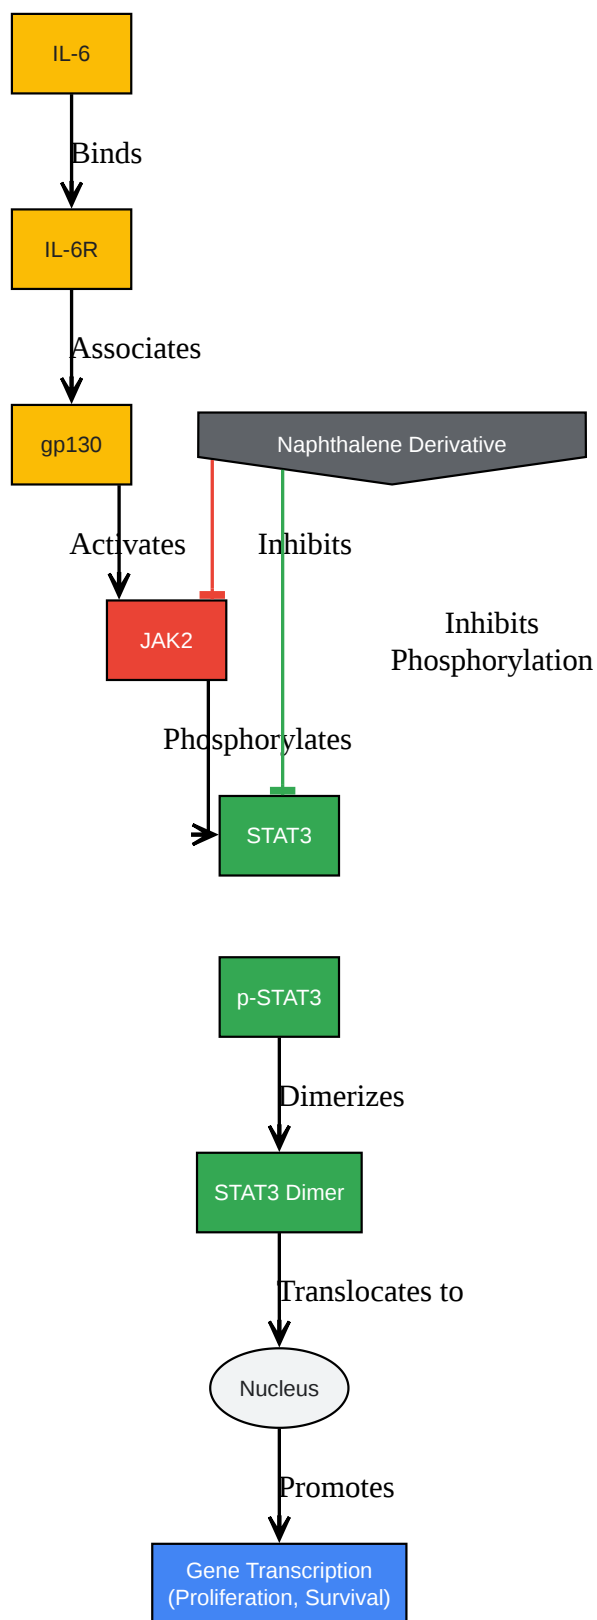 IL-6
Binds
IL-6R
Associates
gp130
Naphthalene Derivative
Activates
Inhibits
Inhibits
Phosphorylation
JAK2
Phosphorylates
STAT3
p-STAT3
Dimerizes
STAT3 Dimer
Translocates to
Nucleus
Promotes
Gene Transcription
(Proliferation, Survival)